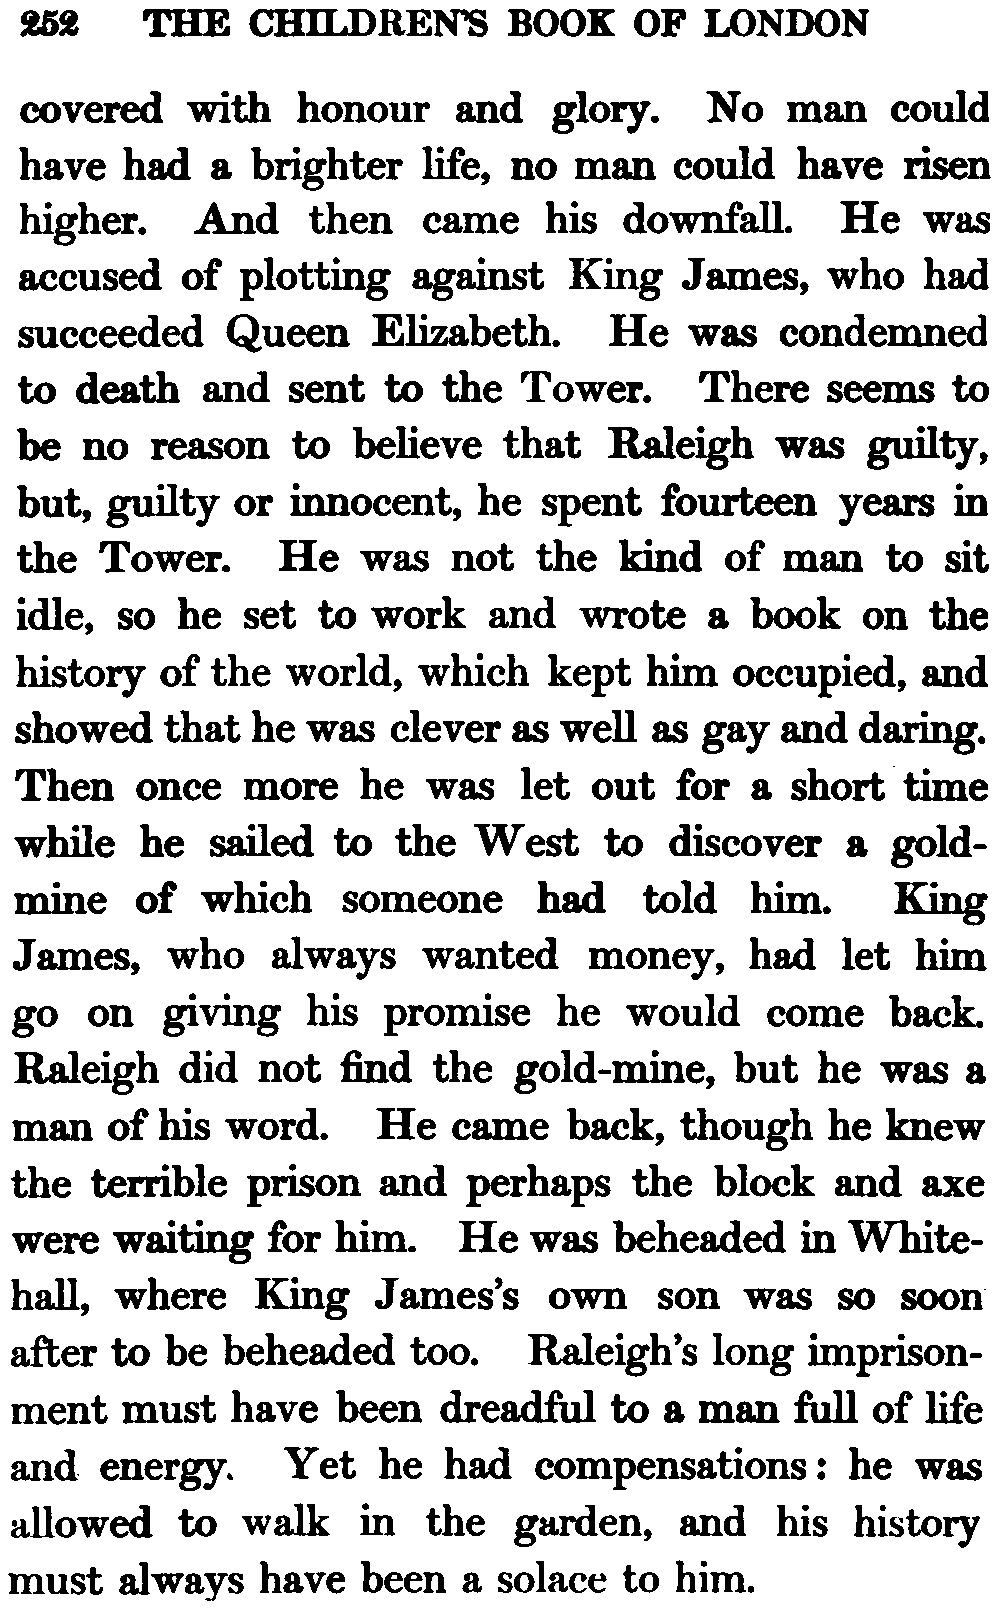 252 THE CHILDREN'S BOOK OF LONDON
covered with honour and glory. No man could
have had a brighter life, no man could have risen
higher. And then came his downfall. He was
accused of plotting against King James, who had
succeeded Queen Elizabeth. He was condemned
to death and sent to the Tower. There seems to
be no reason to believe that Raleigh was guilty,
but, guilty or innocent, he spent fourteen years in
the Tower. He was not the kind of man to sit
idle, so he set to work and wrote a book on the
history of the world, which kept him occupied, and
showed that he was clever as well as gay and daring.
Then once more he was let out for a short time
while he sailed to the West to discover a gold-
mine of which someone had told him. King
James, who always wanted money, had let him
go on giving his promise he would come back.
Raleigh did not find the gold-mine, but he was a
man of his word. He came back, though he knew
the terrible prison and perhaps the block and axe
were waiting for him. He was beheaded in White-
hall, where King James's own son was so soon
after to be beheaded too. Raleigh's long imprison-
ment must have been dreadful to a man full of life
and energy. Yet he had compensations: he was
allowed to walk in the garden, and his history
must always have been a solace to him.